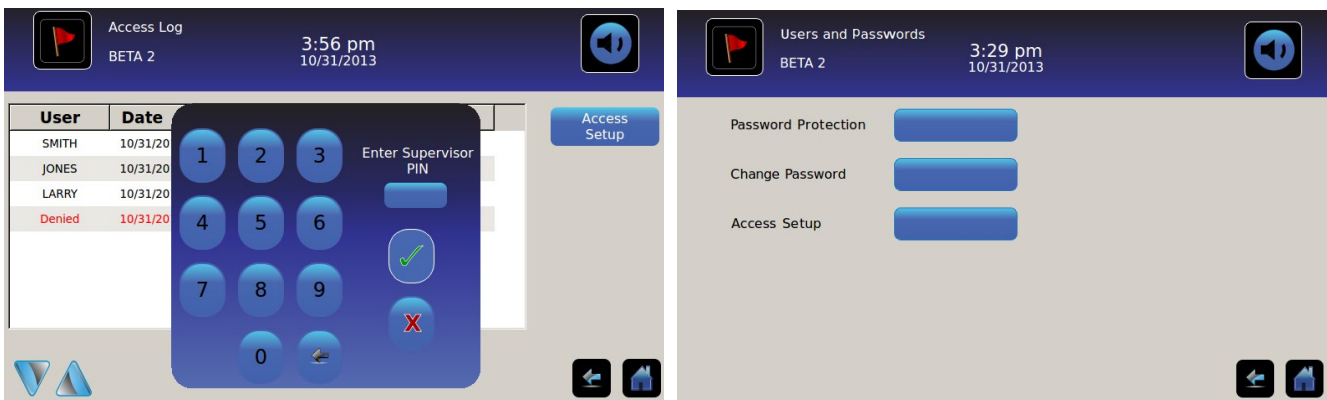 Access Log
BETA 2
3:56 pm
10/31/2013
User Date
SMITH 10/31/20
JONES 10/31/20
LARRY 10/31/20
Denied 10/31/20
1 2 3
4 5 6
7 8 9
0
Enter Supervisor
PIN
X
Access
Setup
Users and Passwords
BETA 2
3:29 pm
10/31/2013
Password Protection
Change Password
Access Setup